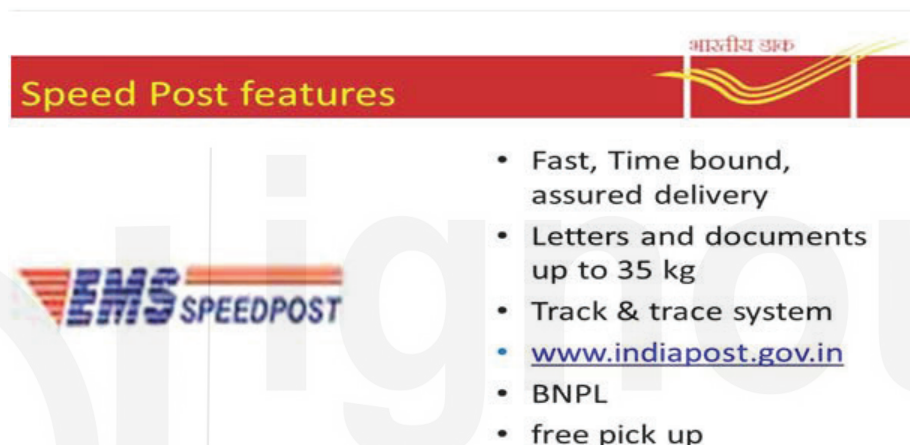 भारतीय डाक
Speed Post features
• Fast, Time bound,
assured delivery
• Letters and documents
up to 35 kg
• Track & trace system
• www.indiapost.gov.in
• BNPL
• free pick up
EMS SPEEDPOST
ignou